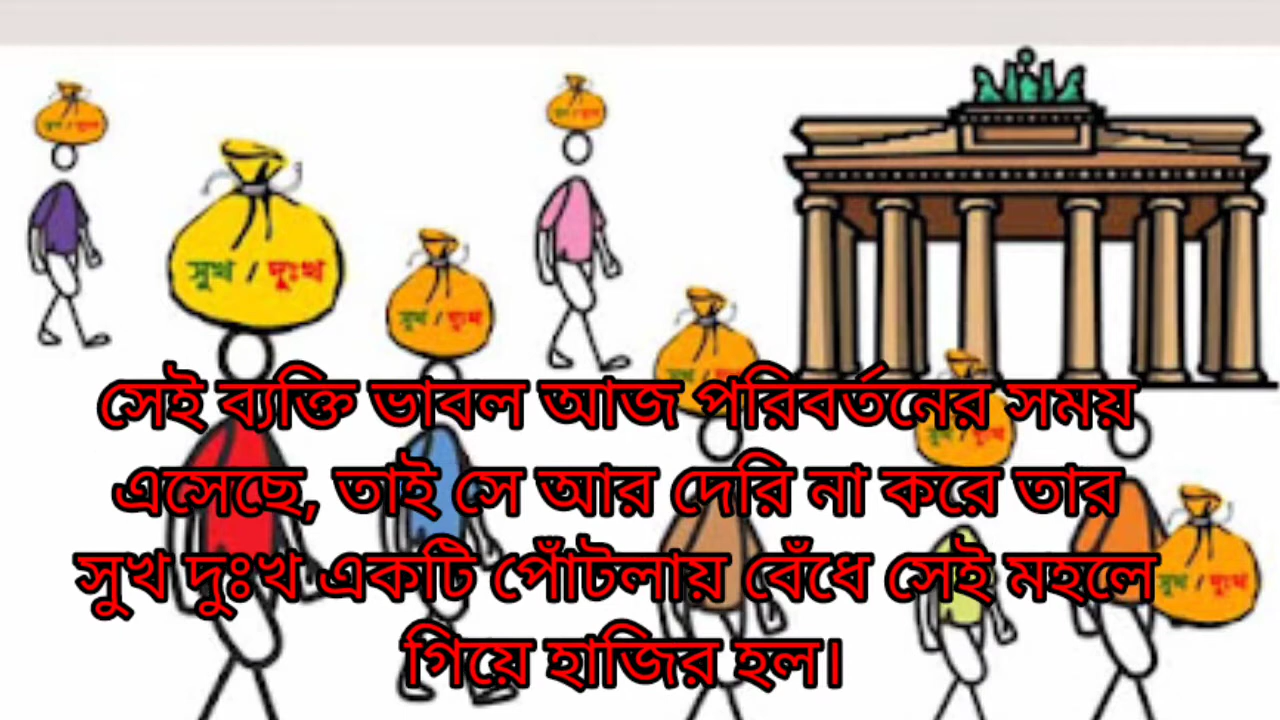 সুখ / দুঃখ
সুখ / দুঃখ
সুখ / দুঃখ
সুখ / দুঃখ
সুখ / দুঃখ
সুখ / দুঃখ
সুখ / দুঃখ
সেই ব্যক্তি ভাবল আজ পরিবর্তনের সময়
এসেছে, তাই সে আর দেরি না করে তার
সুখ দুঃখ একটি পোঁটলায় বেঁধে সেই মহলে
গিয়ে হাজির হল।